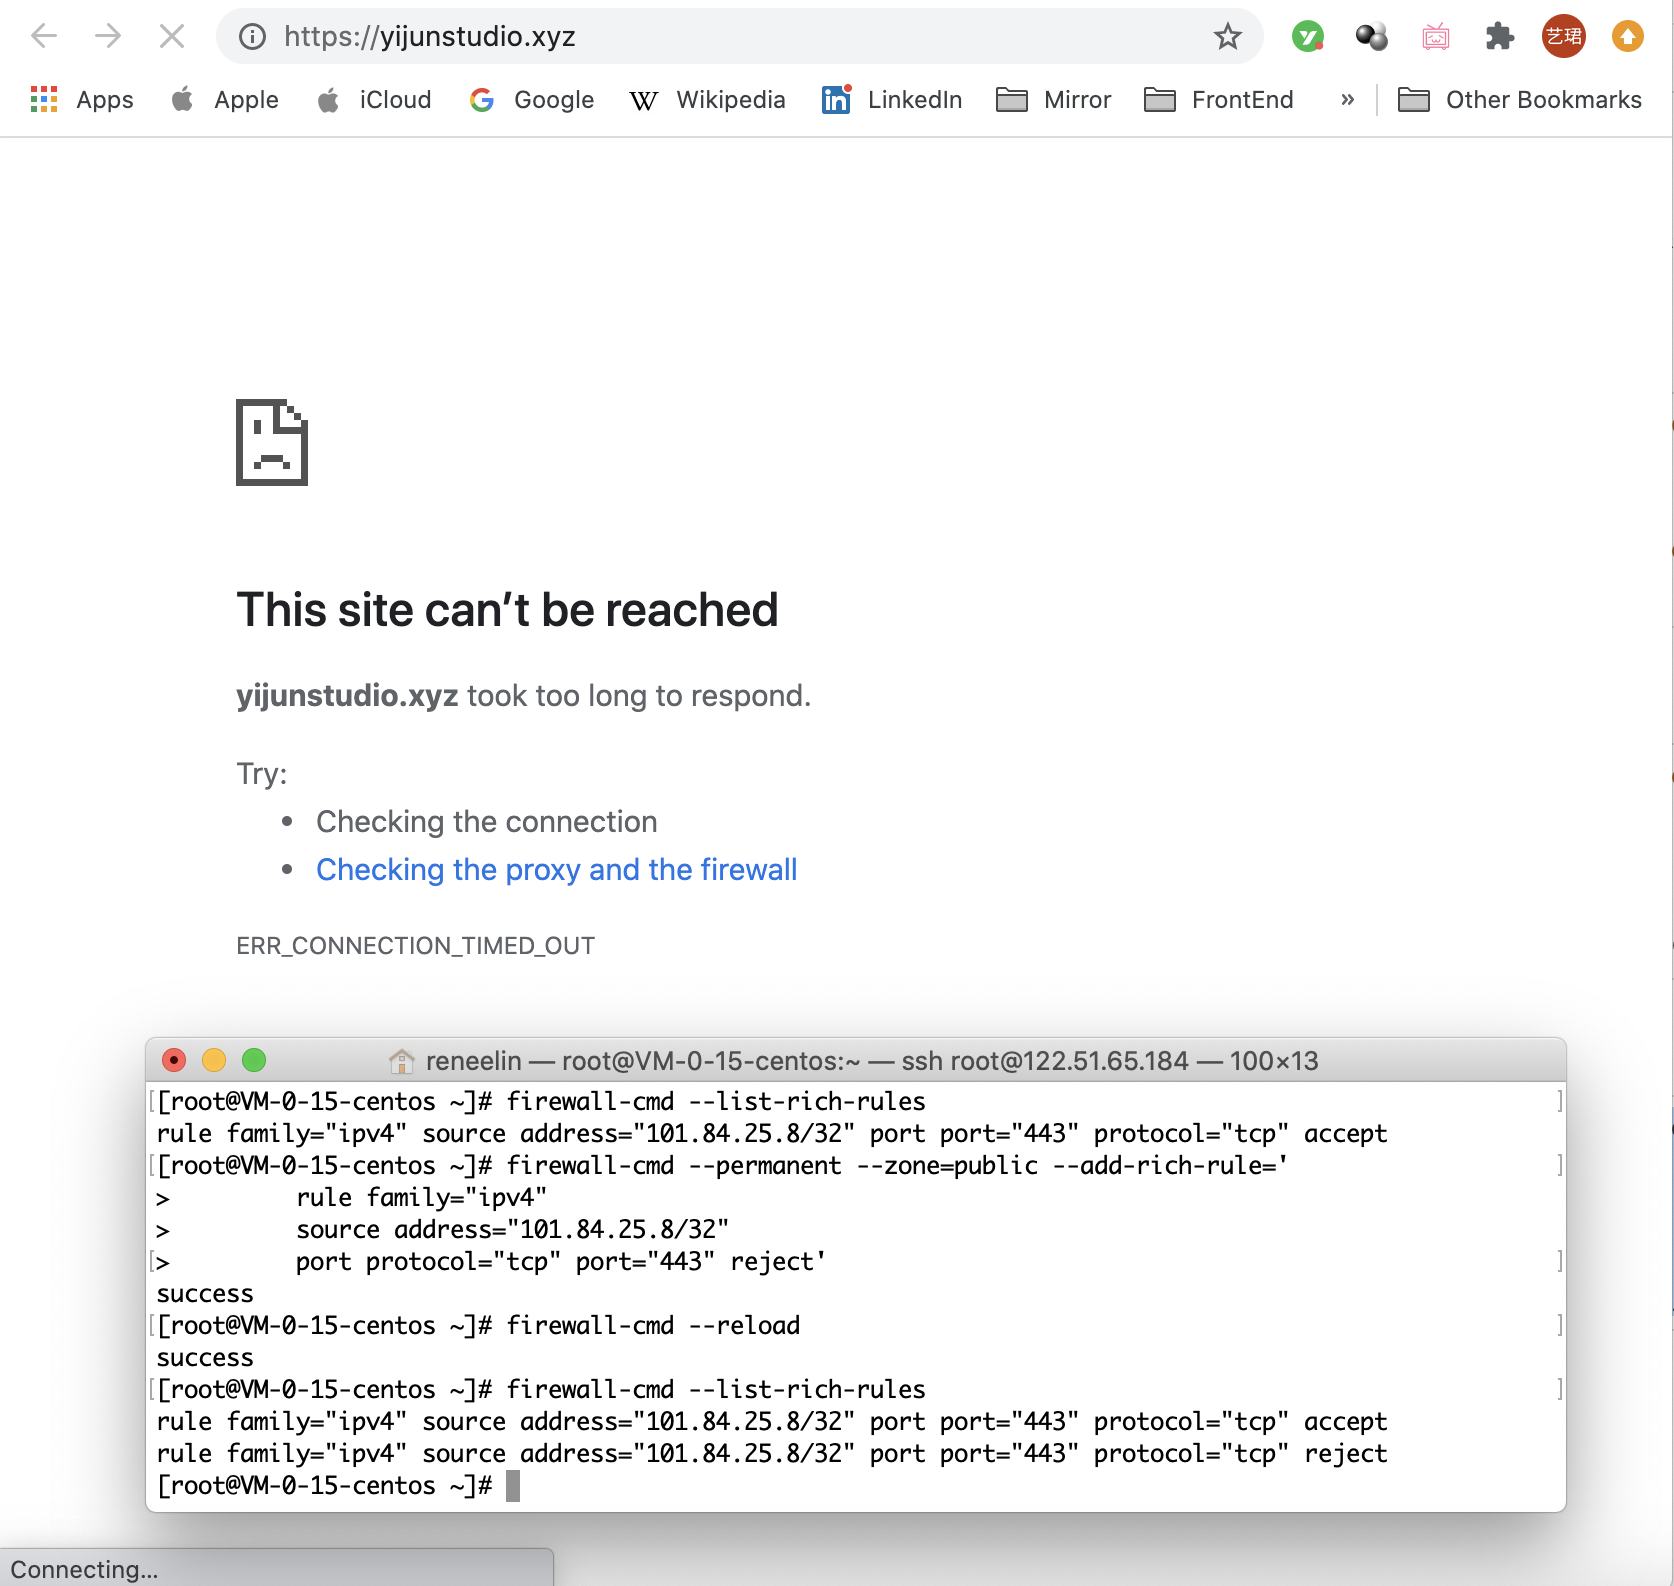 https://yijunstudio.xyz
艺珺
Apps Apple iCloud Google Wikipedia LinkedIn Mirror FrontEnd » Other Bookmarks
This site can't be reached
yijunstudio.xyz took too long to respond.
Try:
• Checking the connection
• Checking the proxy and the firewall
ERR_CONNECTION_TIMED_OUT
reneelin — root@VM-0-15-centos:~ — ssh root@122.51.65.184 — 100×13
[root@VM-0-15-centos ~]# firewall-cmd --list-rich-rules
rule family="ipv4" source address="101.84.25.8/32" port port="443" protocol="tcp" accept
[root@VM-0-15-centos ~]# firewall-cmd --permanent --zone=public --add-rich-rule='
>         rule family="ipv4"
>         source address="101.84.25.8/32"
>         port protocol="tcp" port="443" reject'
success
[root@VM-0-15-centos ~]# firewall-cmd --reload
success
[root@VM-0-15-centos ~]# firewall-cmd --list-rich-rules
rule family="ipv4" source address="101.84.25.8/32" port port="443" protocol="tcp" accept
rule family="ipv4" source address="101.84.25.8/32" port port="443" protocol="tcp" reject
[root@VM-0-15-centos ~]#
Connecting...